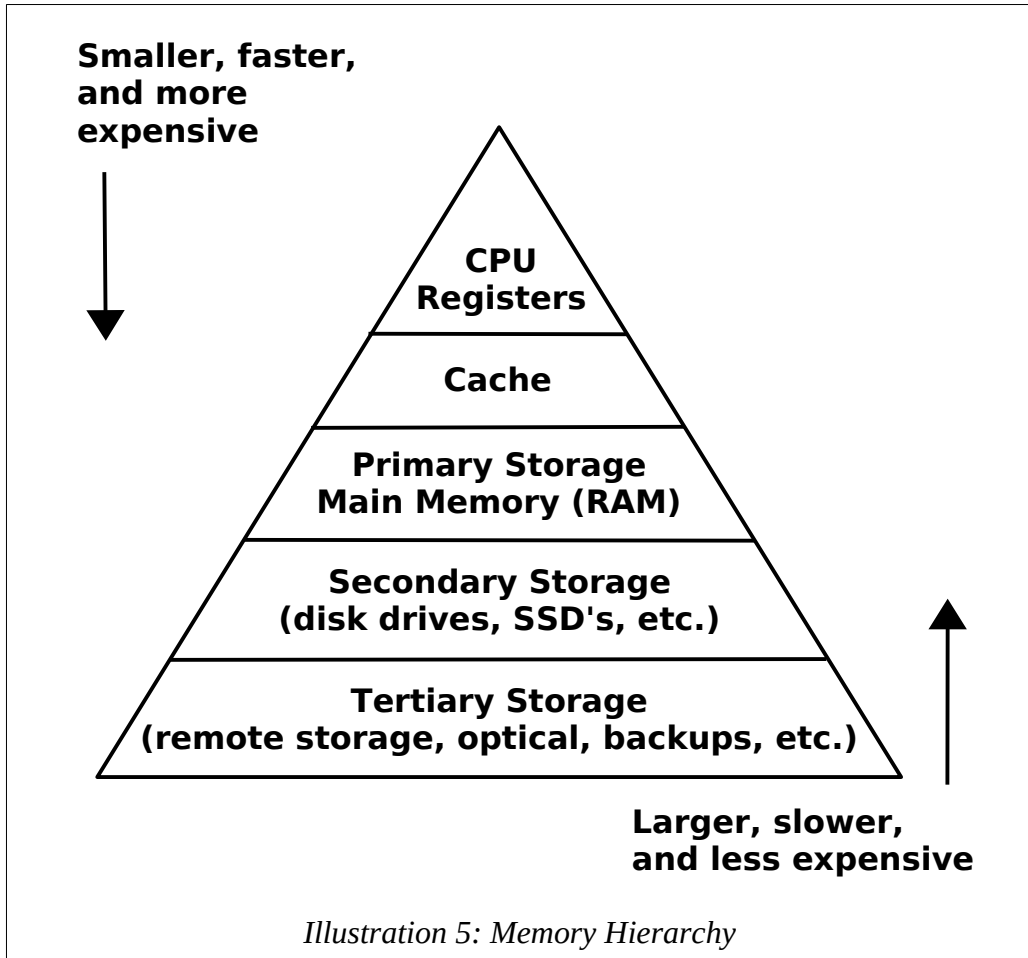 Smaller, faster,
and more
expensive
CPU
Registers
Cache
Primary Storage
Main Memory (RAM)
Secondary Storage
(disk drives, SSD's, etc.)
Tertiary Storage
(remote storage, optical, backups, etc.)
Larger, slower,
and less expensive
Illustration 5: Memory Hierarchy